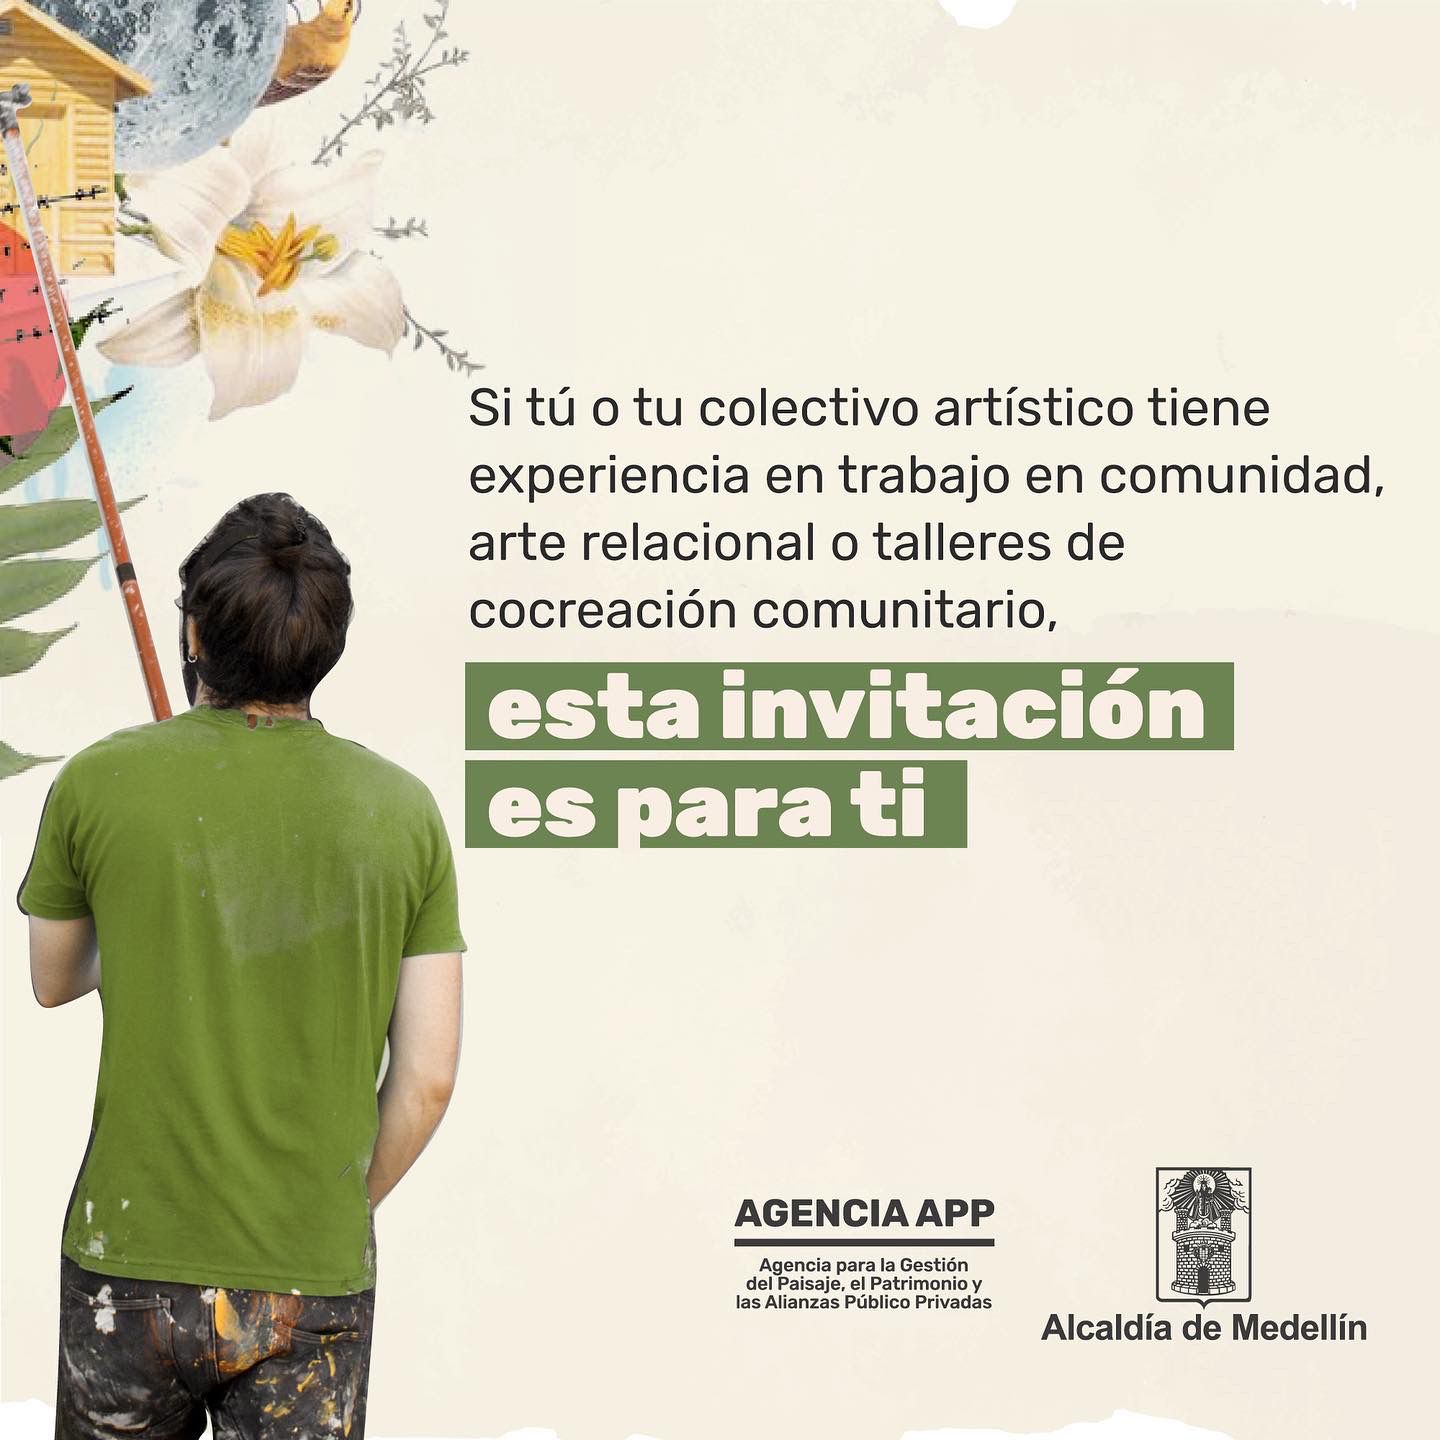 Si tú o tu colectivo artístico tiene
experiencia en trabajo en comunidad,
arte relacional o talleres de
cocreación comunitario,
esta invitación
es para ti
AGENCIA APP
Agencia para la Gestión
del Paisaje, el Patrimonio y
las Alianzas Público Privadas
Alcaldía de Medellín